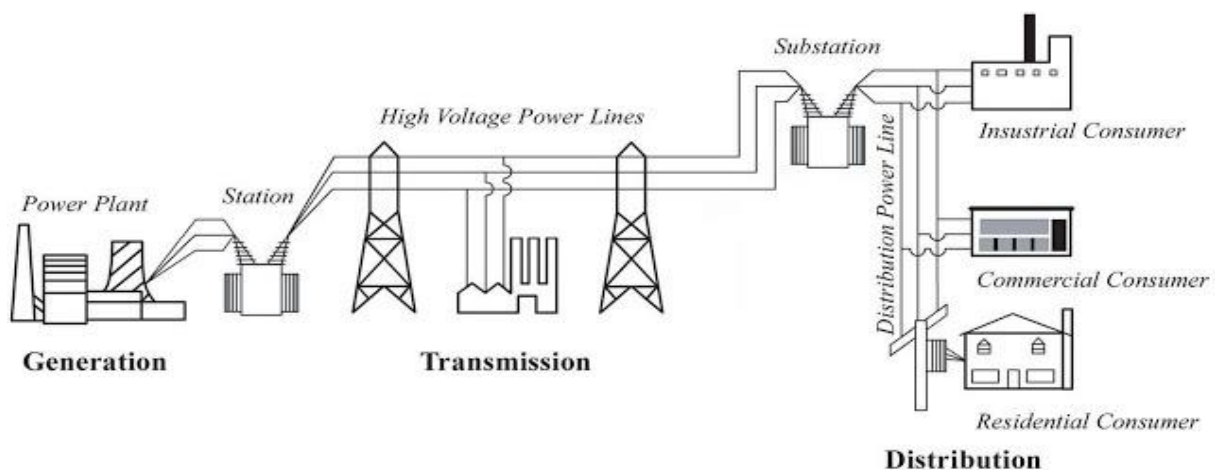 Substation
High Voltage Power Lines
Insustrial Consumer
Station
Power Plant
Distribution Power Line
Commercial Consumer
Generation
Transmission
Residential Consumer
Distribution